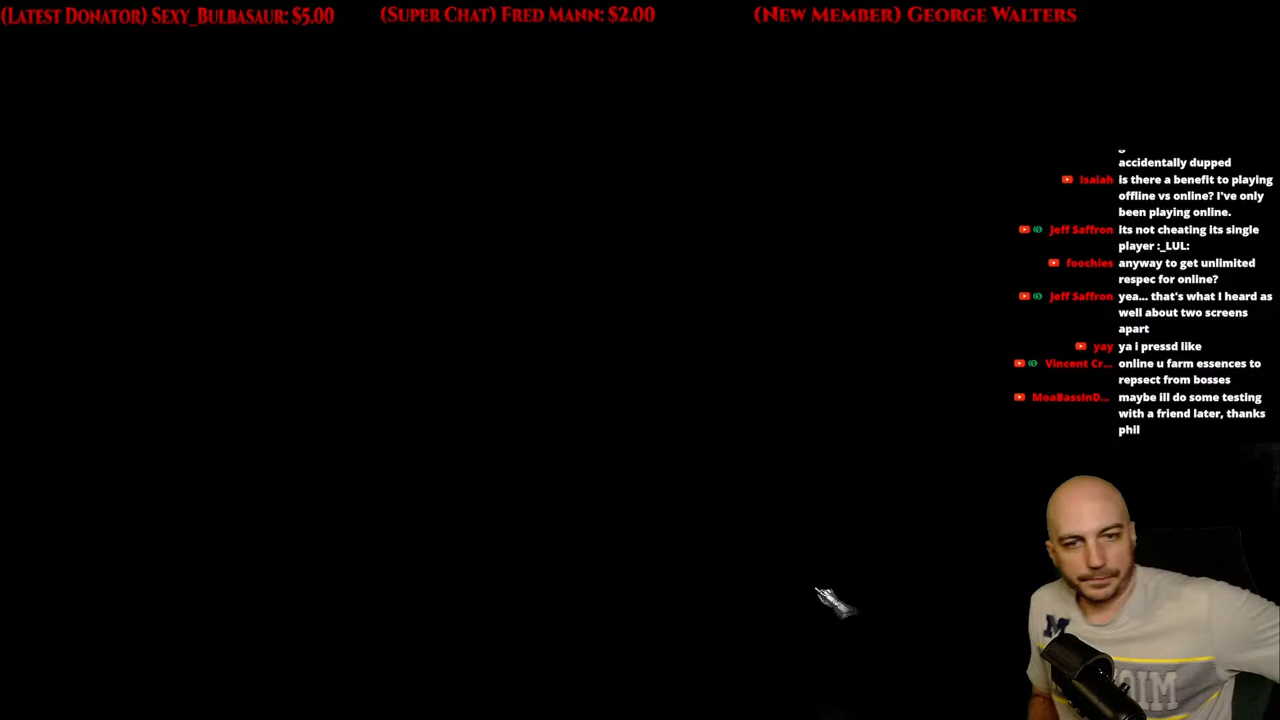 (Latest Donator) Sexy_Bulbasaur: $5.00 (Super Chat) Fred Mann: $2.00 (New Member) George Walters
accidentally dupped
Isaiah is there a benefit to playing
offline vs online? I've only
been playing online.
Jeff Saffron its not cheating its single
player :_LUL:
foochies anyway to get unlimited
respec for online?
Jeff Saffron yea... that's what I heard as
well about two screens
apart
yay ya i pressd like
Vincent Cr... online u farm essences to
repsect from bosses
MoaBassinD... maybe ill do some testing
with a friend later, thanks
phil
M